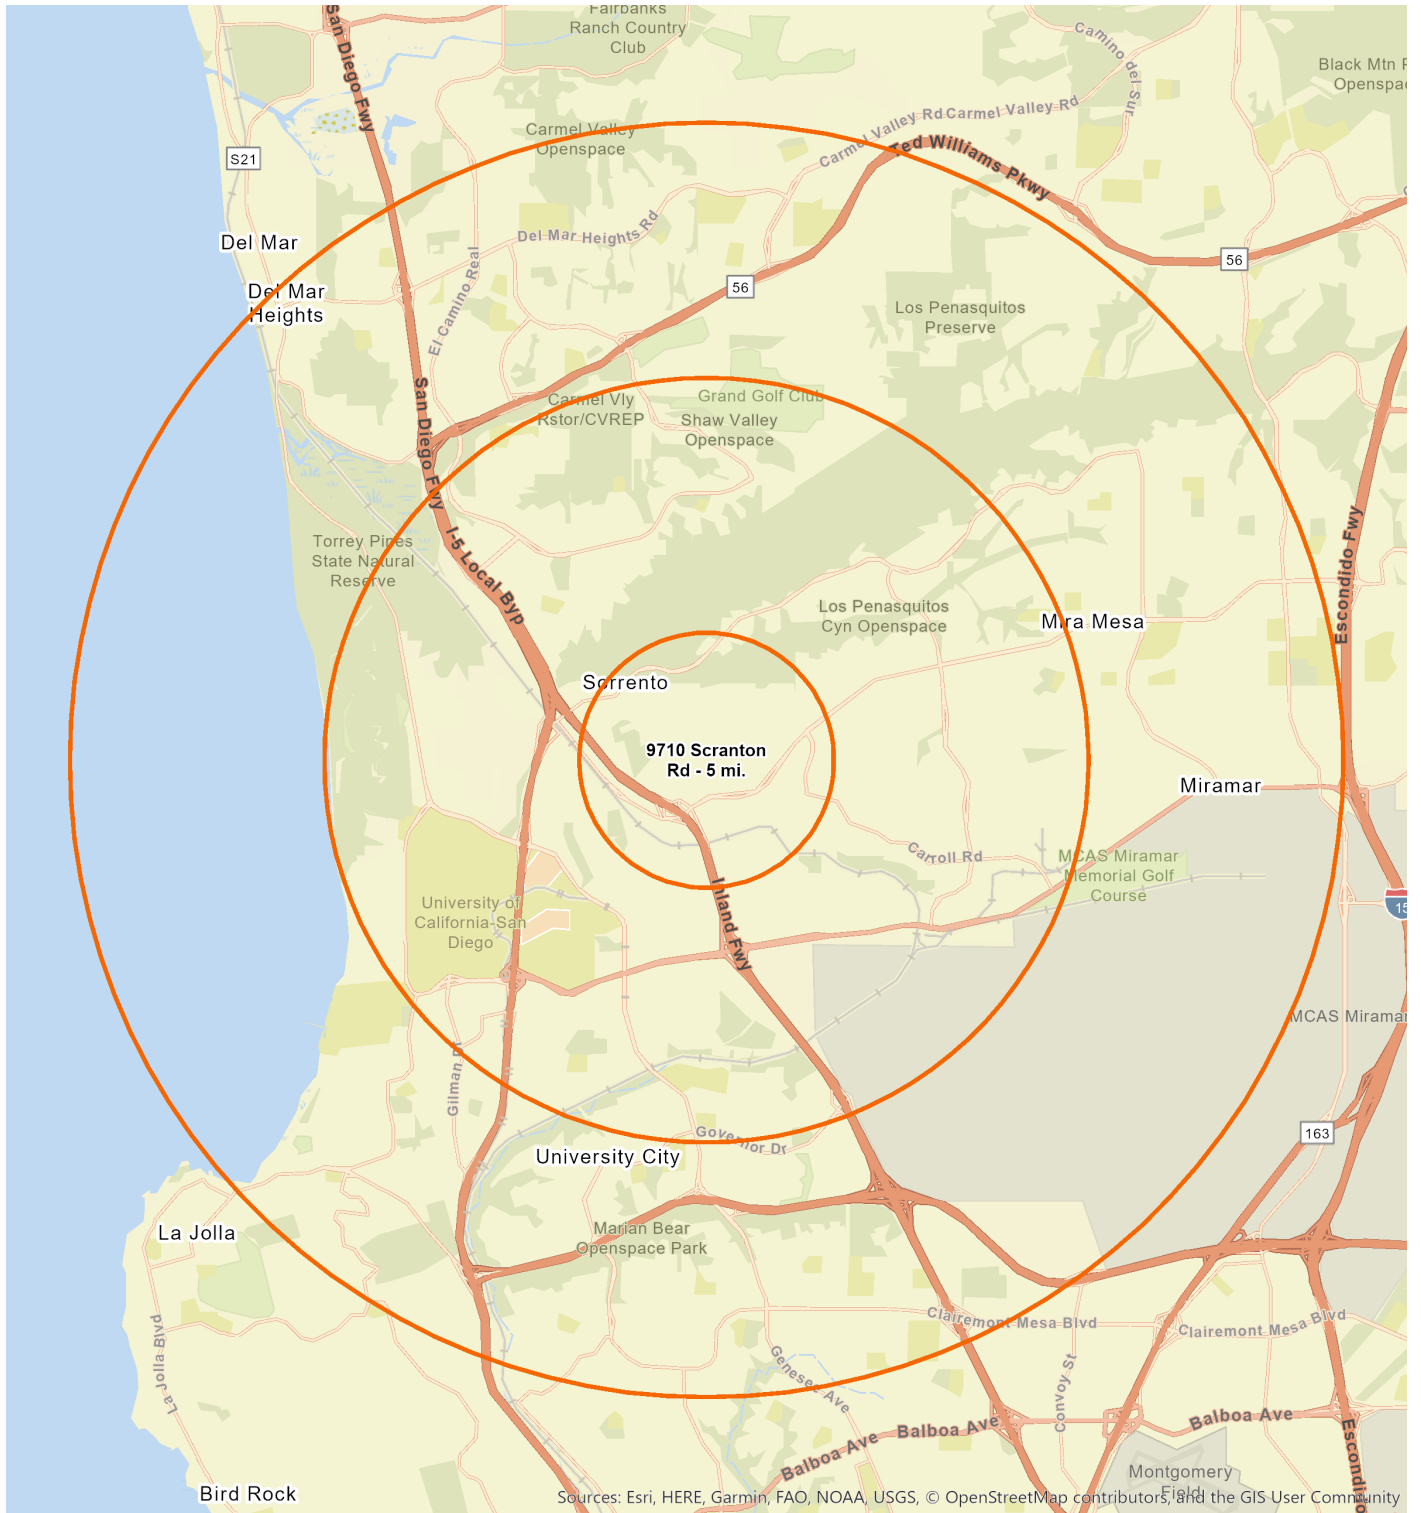 Fairbanks
Ranch Country
Club
San Diego Fwy
Camino del Sur
Black Mtn
Openspac
Carmel Valley Rd
Carmel Valley Rd
Carmel Valley
Openspace
S21
Ted Williams Pkwy
Del Mar Heights Rd
Del Mar
El Camino Real
56
56
Del Mar
Heights
Los Penasquitos
Preserve
San Diego Fwy
Carmel Vly
Rstor/CVREP
Grand Golf Club
Shaw Valley
Openspace
Torrey Pines
State Natural
Reserve
I-5 Local Byp
Escondido Fwy
Los Penasquitos
Cyn Openspace
Mira Mesa
Sorrento
9710 Scranton
Rd - 5 mi.
Miramar
Carroll Rd
MCAS Miramar
Memorial Golf
Course
University of
California-San
Diego
Inland Fwy
15
MCAS Miramar
Gilman Dr
Governor Dr
163
University City
La Jolla
Marian Bear
Openspace Park
Clairemont Mesa Blvd
Clairemont Mesa Blvd
La Jolla Blvd
Genesee Ave
Convoy St
Balboa Ave
Balboa Ave
Balboa Ave
Escondido
Montgomery
Field
Bird Rock
Sources: Esri, HERE, Garmin, FAO, NOAA, USGS, © OpenStreetMap contributors, and the GIS User Community